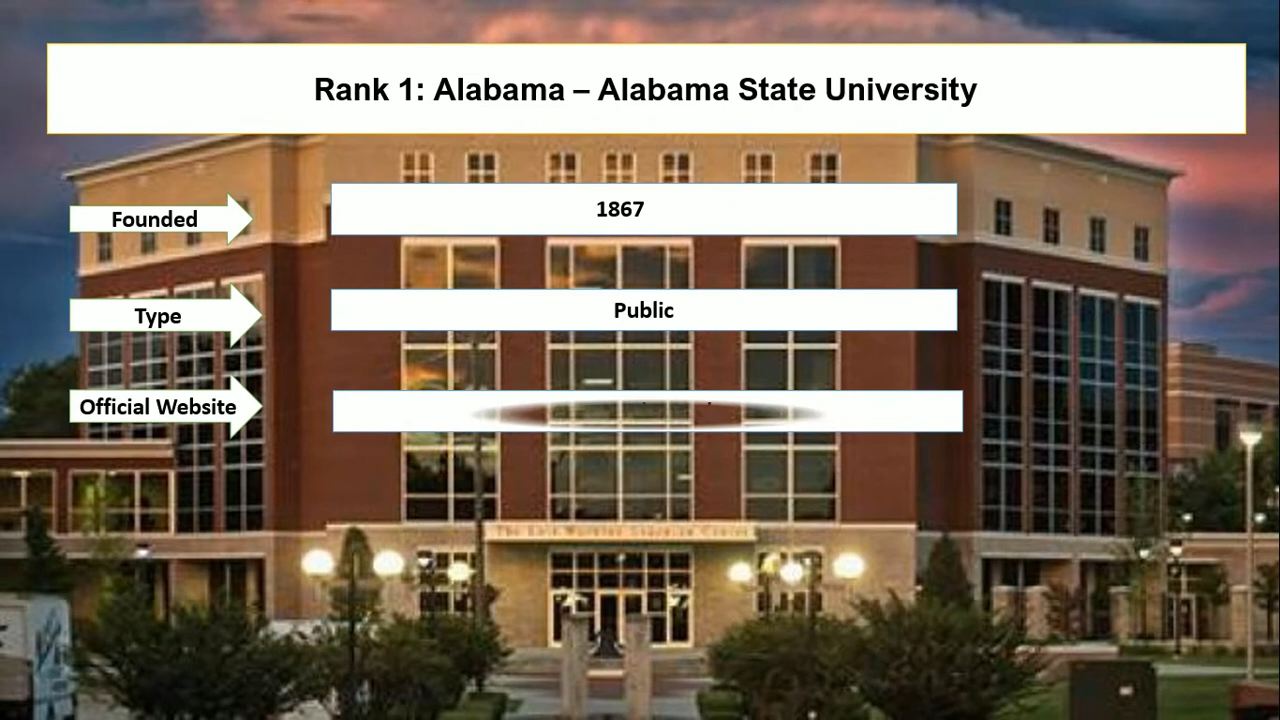 Rank 1: Alabama – Alabama State University
Founded
1867
Type
Public
Official Website